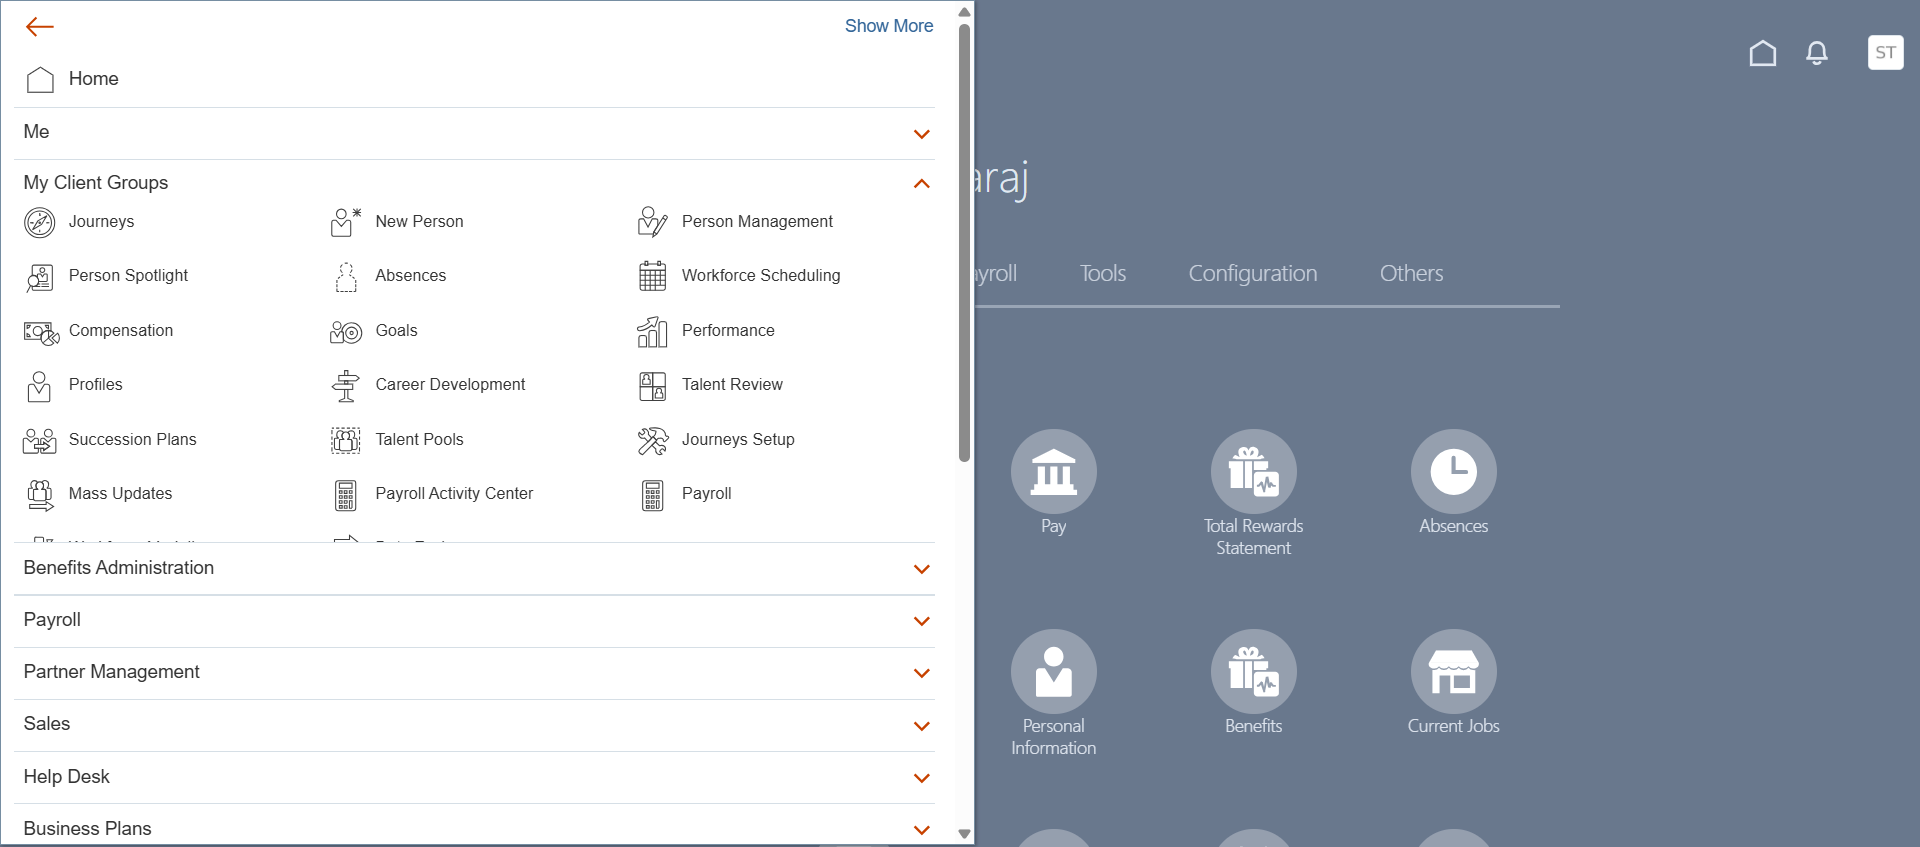 Show More
Home
Me
My Client Groups
Journeys
New Person
Person Management
Person Spotlight
Absences
Workforce Scheduling
Compensation
Goals
Performance
Profiles
Career Development
Talent Review
Succession Plans
Talent Pools
Journeys Setup
Mass Updates
Payroll Activity Center
Payroll
Benefits Administration
Payroll
Partner Management
Sales
Help Desk
Business Plans
ST
araj
ayroll
Tools
Configuration
Others
Pay
Total Rewards
Statement
Absences
Personal
Information
Benefits
Current Jobs